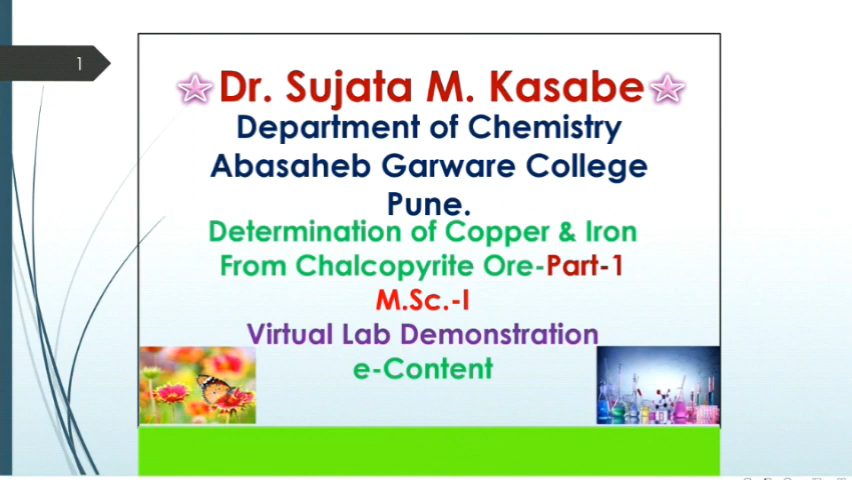 1
Dr. Sujata M. Kasabe
Department of Chemistry
Abasaheb Garware College
Pune.
Determination of Copper & Iron
From Chalcopyrite Ore-Part-1
M.Sc.-I
Virtual Lab Demonstration
e-Content